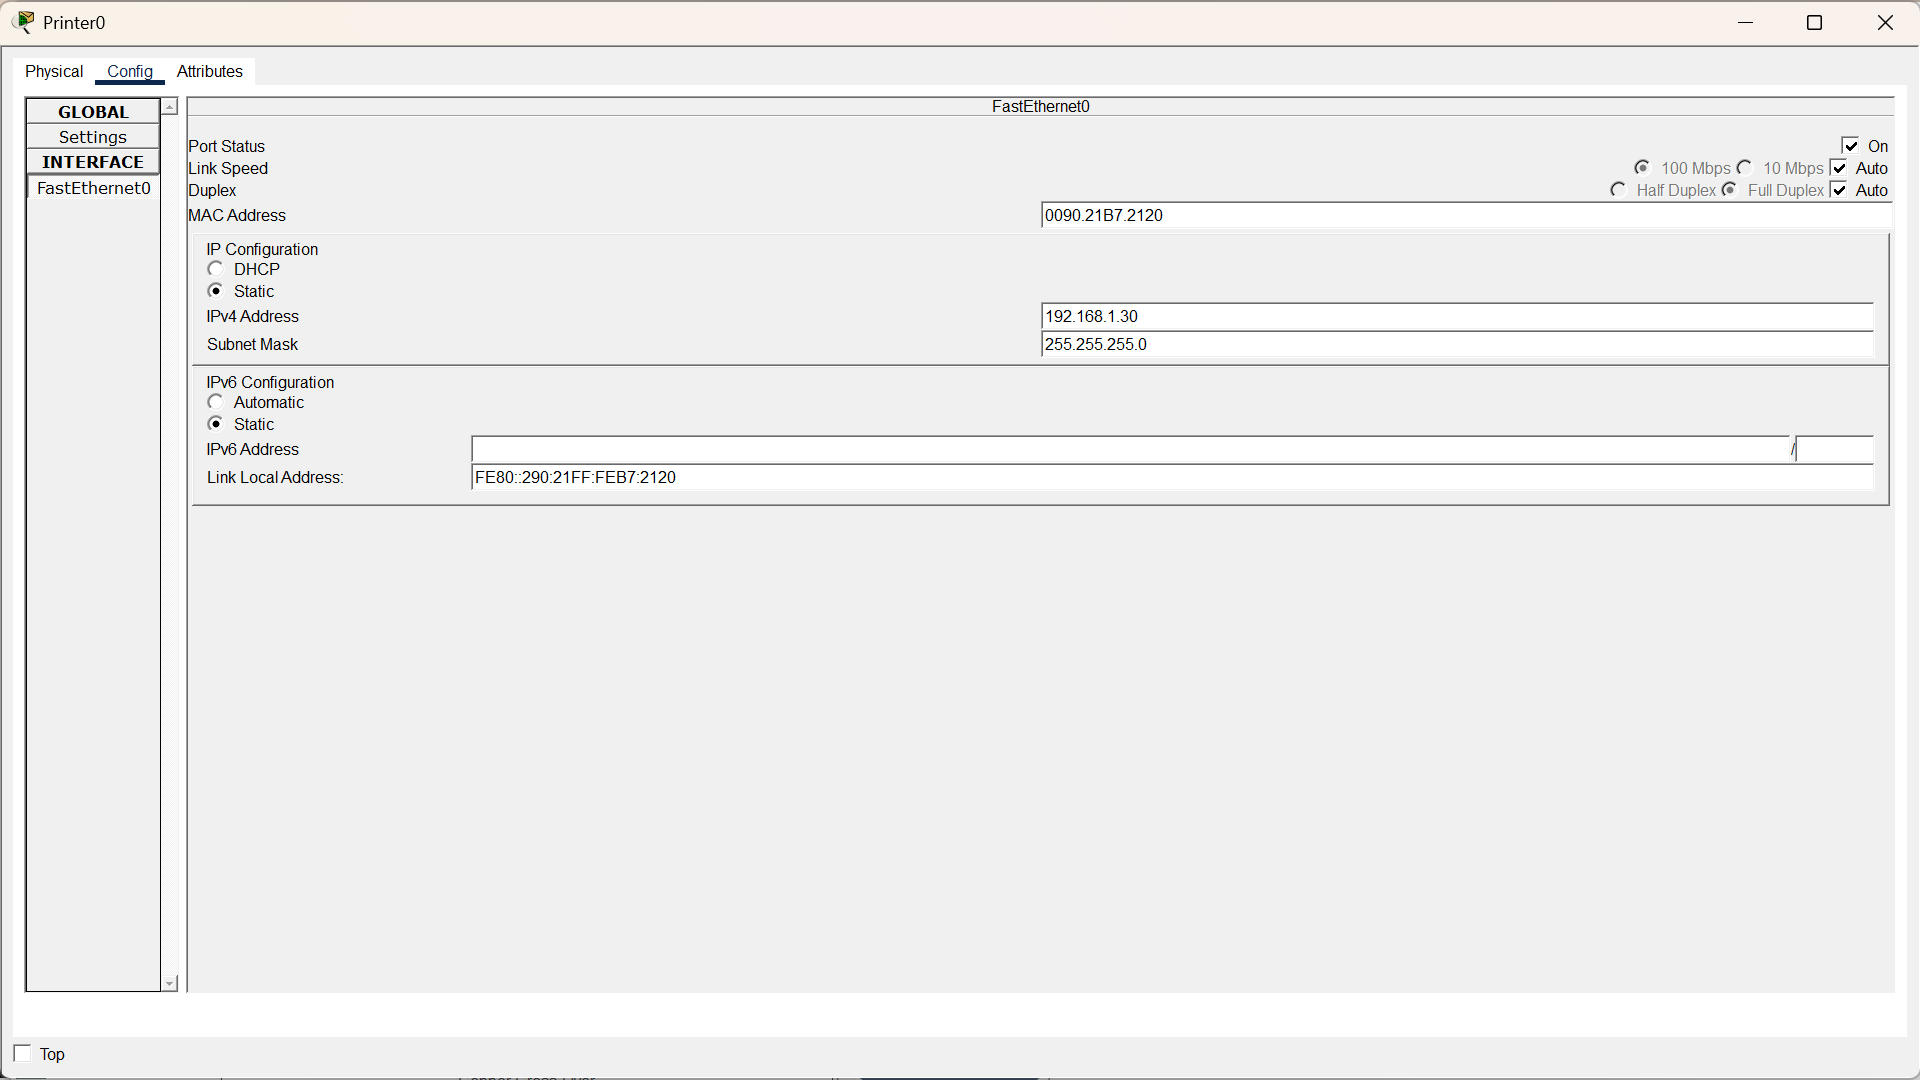 Printer0
Physical Config Attributes
GLOBAL
Settings
INTERFACE
FastEthernet0
FastEthernet0
Port Status On
Link Speed 100 Mbps 10 Mbps Auto
Duplex Half Duplex Full Duplex Auto
MAC Address 0090.21B7.2120
IP Configuration
DHCP
Static
IPv4 Address 192.168.1.30
Subnet Mask 255.255.255.0
IPv6 Configuration
Automatic
Static
IPv6 Address /
Link Local Address: FE80::290:21FF:FEB7:2120
Top